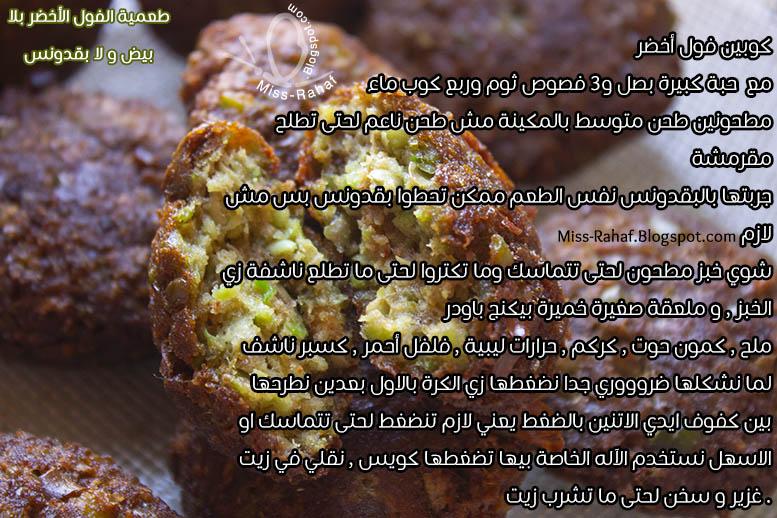 طعمية الفول الأخضر بلا
بيض و لا بقدونس
Miss-Rahaf
Blogspot.com
كوبين فول أخضر
مع حبة كبيرة بصل و3 فصوص ثوم وربع كوب ماء
مطحونين طحن متوسط بالمكينة مش طحن ناعم لحتى تطلع
مقرمشة
جربتها بالبقدونس نفس الطعم ممكن تحطوا بقدونس بس مش
لازم Miss-Rahaf.Blogspot.com
شوي خبز مطحون لحتى تتماسك وما تكتروا لحتى ما تطلع ناشفة زي
الخبز , و ملعقة صغيرة خميرة بيكنج باودر
ملح , كمون حوت , كركم , حرارات ليبية , فلفل أحمر , كسبر ناشف
لما نشكلها ضروووري جدا نضغطها زي الكرة بالاول بعدين نطرحها
بين كفوف ايدي الاتنين بالضغط يعني لازم تنضغط لحتى تتماسك او
الاسهل نستخدم الآله الخاصة بيها تضغطها كويس , نقلي في زيت
غزير و سخن لحتى ما تشرب زيت .